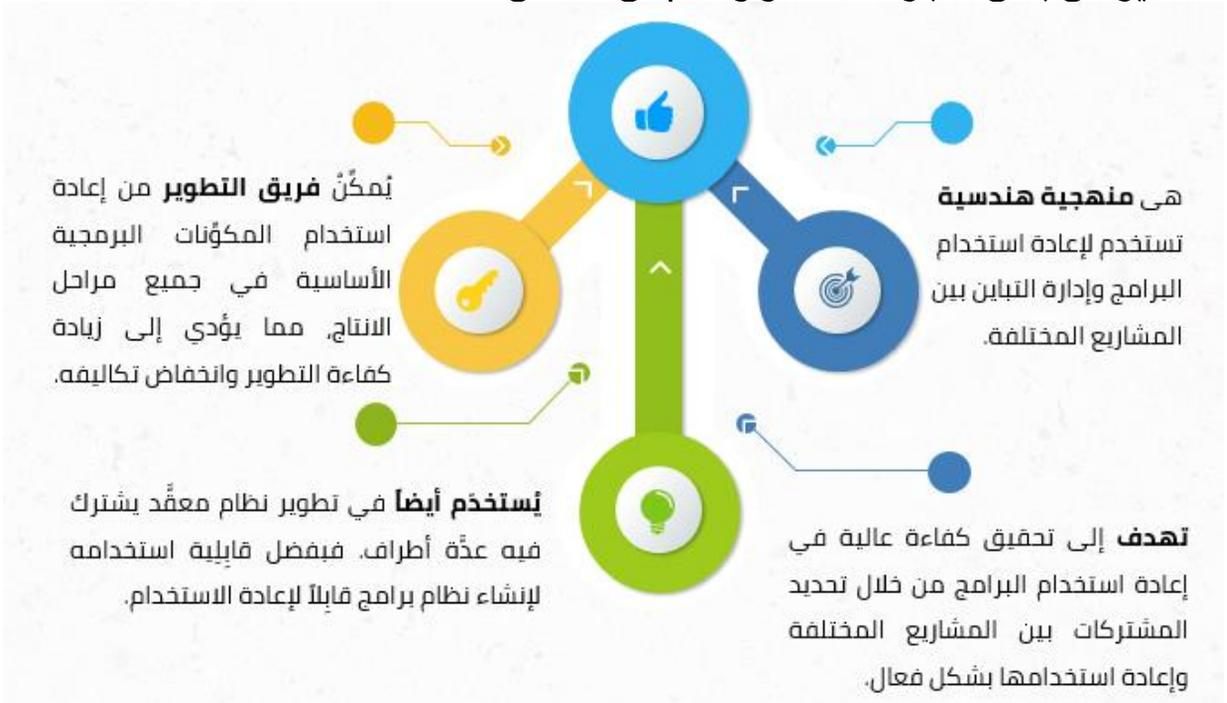 هى منهجية هندسية
تستخدم لإعادة استخدام
البرامج وإدارة التباين بين
المشاريع المختلفة.
يُمكِّنُ فريق التطوير من إعادة
استخدام المكوِّنات البرمجية
الأساسية في جميع مراحل
الانتاج، مما يؤدي إلى زيادة
كفاءة التطوير وانخفاض تكاليفه.
تهدف إلى تحقيق كفاءة عالية في
إعادة استخدام البرامج من خلال تحديد
المشتركات بين المشاريع المختلفة
وإعادة استخدامها بشكل فعال.
يُستخدَم أيضاً في تطوير نظام معقَّد يشترك
فيه عدَّة أطراف. فبفضل قابِلِية استخدامه
لإنشاء نظام برامج قابِلاً لإعادة الاستخدام.